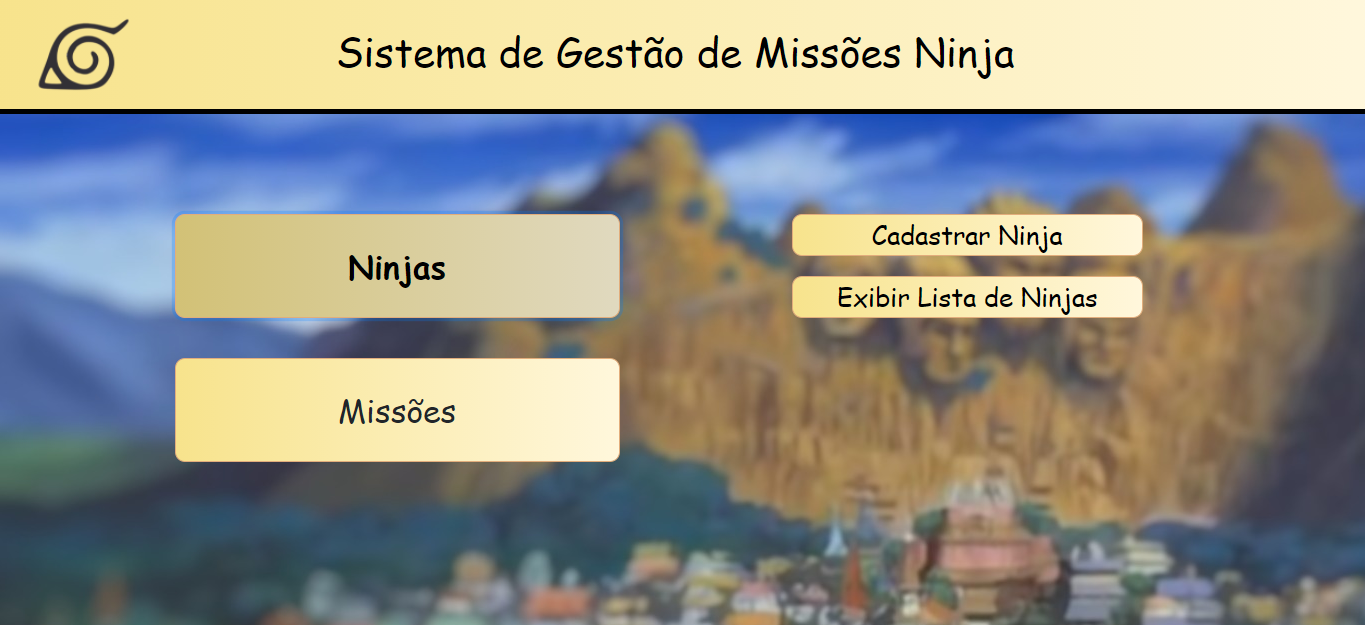 Sistema de Gestão de Missões Ninja
Ninjas
Missões
Cadastrar Ninja
Exibir Lista de Ninjas